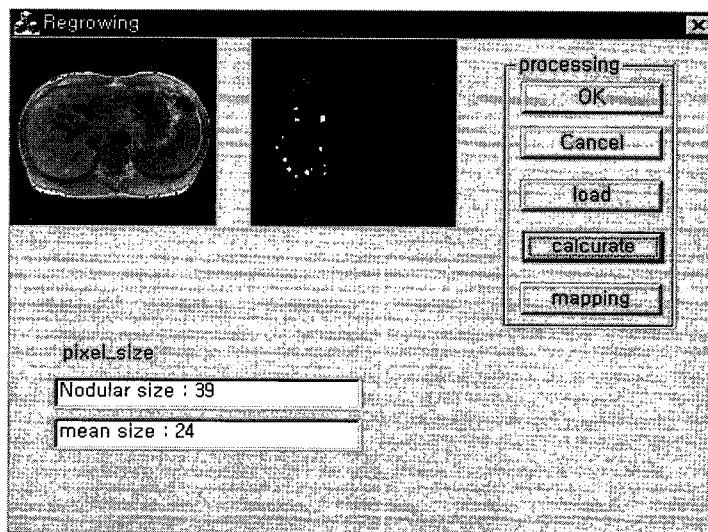 Regrowing
processing
OK
Cancel
load
calcurate
mapping
pixel_size
Nodular size : 39
mean size : 24